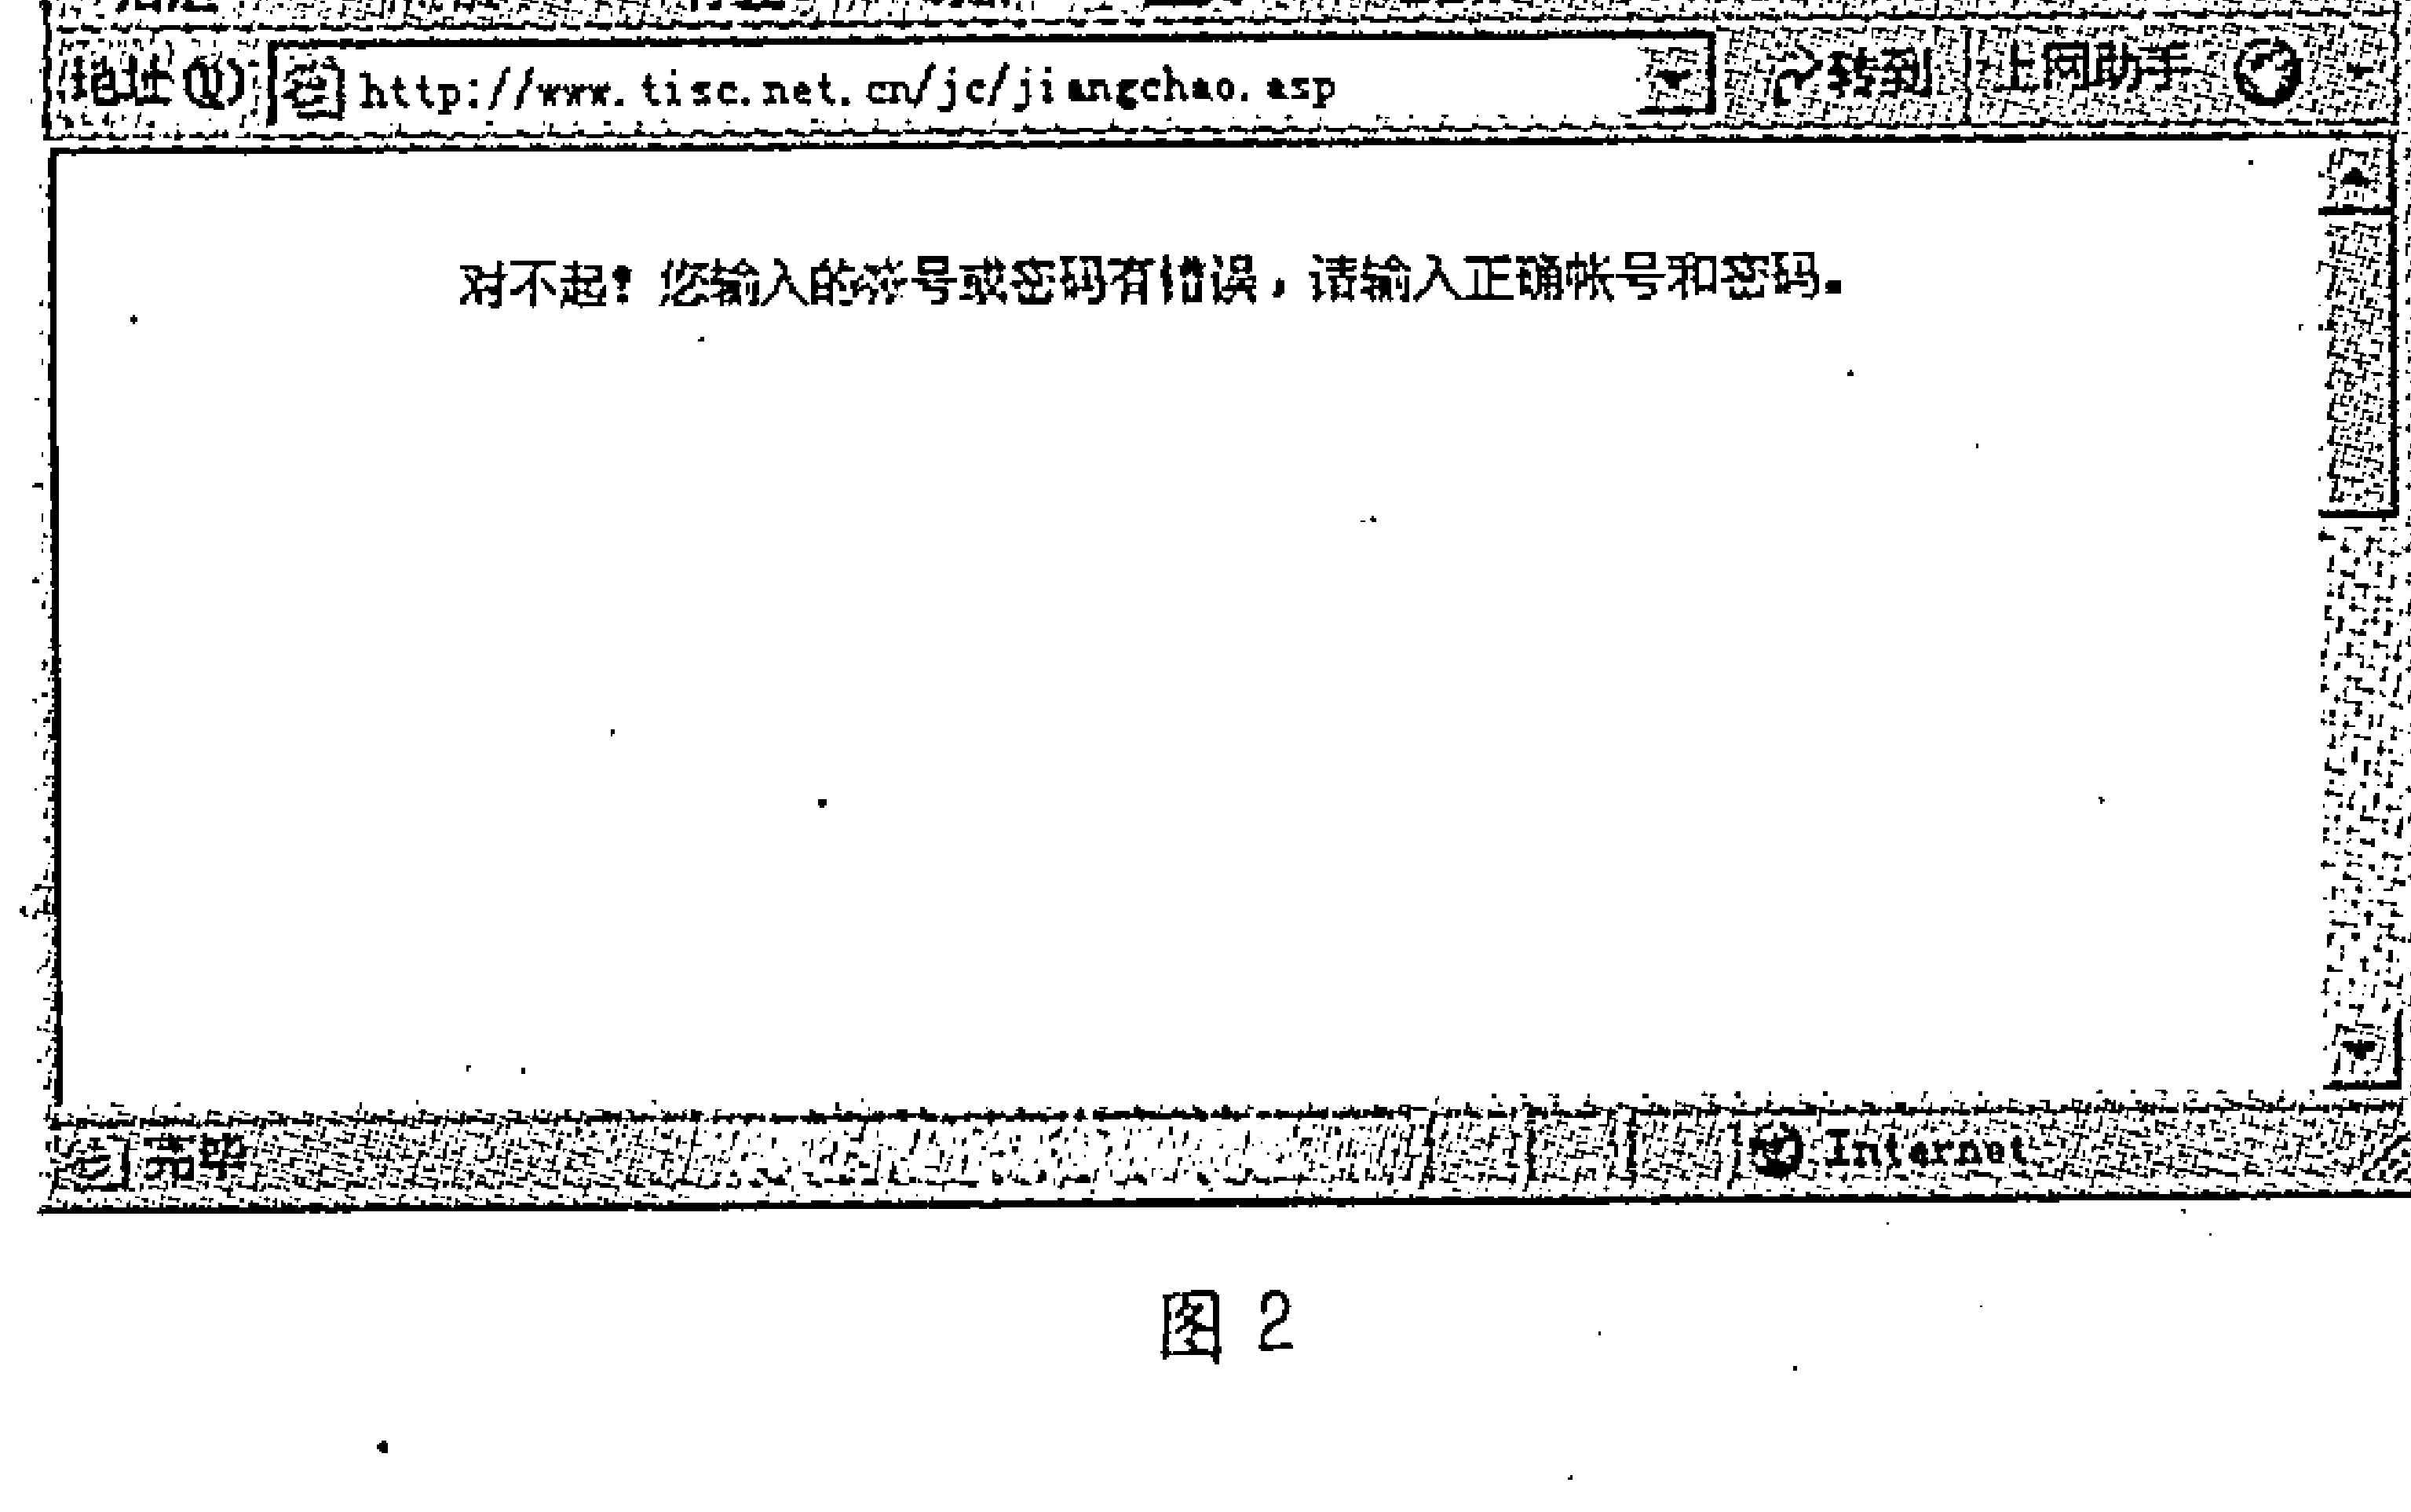 地址(D) http://www.tisc.net.cn/jc/jiangchao.asp 转到 上网助手
对不起！您输入的帐号或密码有错误，请输入正确帐号和密码。
完毕 Internet
图 2